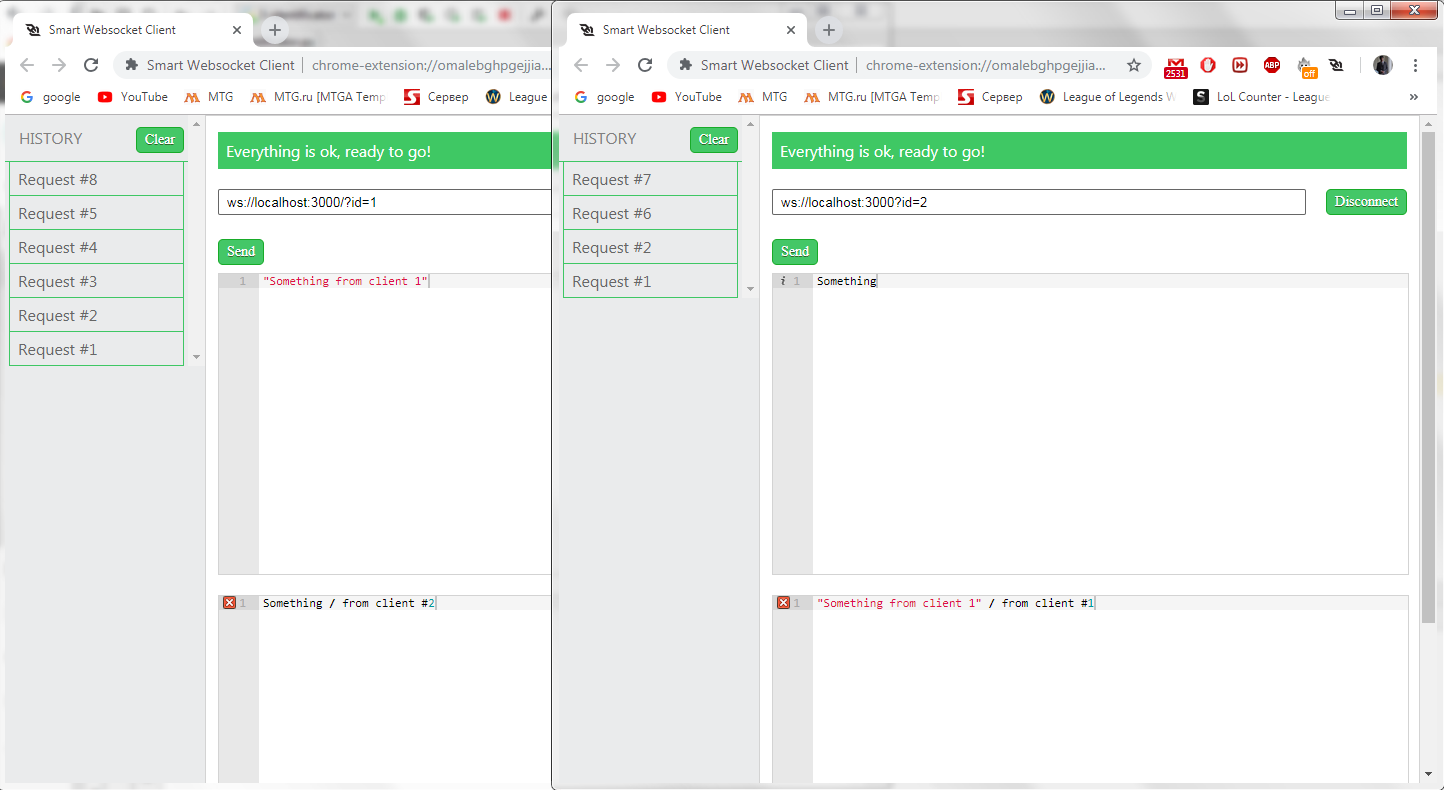 Smart Websocket Client
Smart Websocket Client chrome-extension://omalebghpgejjia...
google YouTube MTG MTG.ru [MTGA Temp Сервер League
HISTORY Clear
Request #8
Request #5
Request #4
Request #3
Request #2
Request #1
Everything is ok, ready to go!
ws://localhost:3000/?id=1
Send
1 "Something from client 1"
1 Something / from client #2
Smart Websocket Client
Smart Websocket Client chrome-extension://omalebghpgejjia...
2531 ABP off
google YouTube MTG MTG.ru [MTGA Temp Сервер League of Legends W LoL Counter - League
HISTORY Clear
Request #7
Request #6
Request #2
Request #1
Everything is ok, ready to go!
ws://localhost:3000?id=2 Disconnect
Send
i 1 Something
1 "Something from client 1" / from client #1